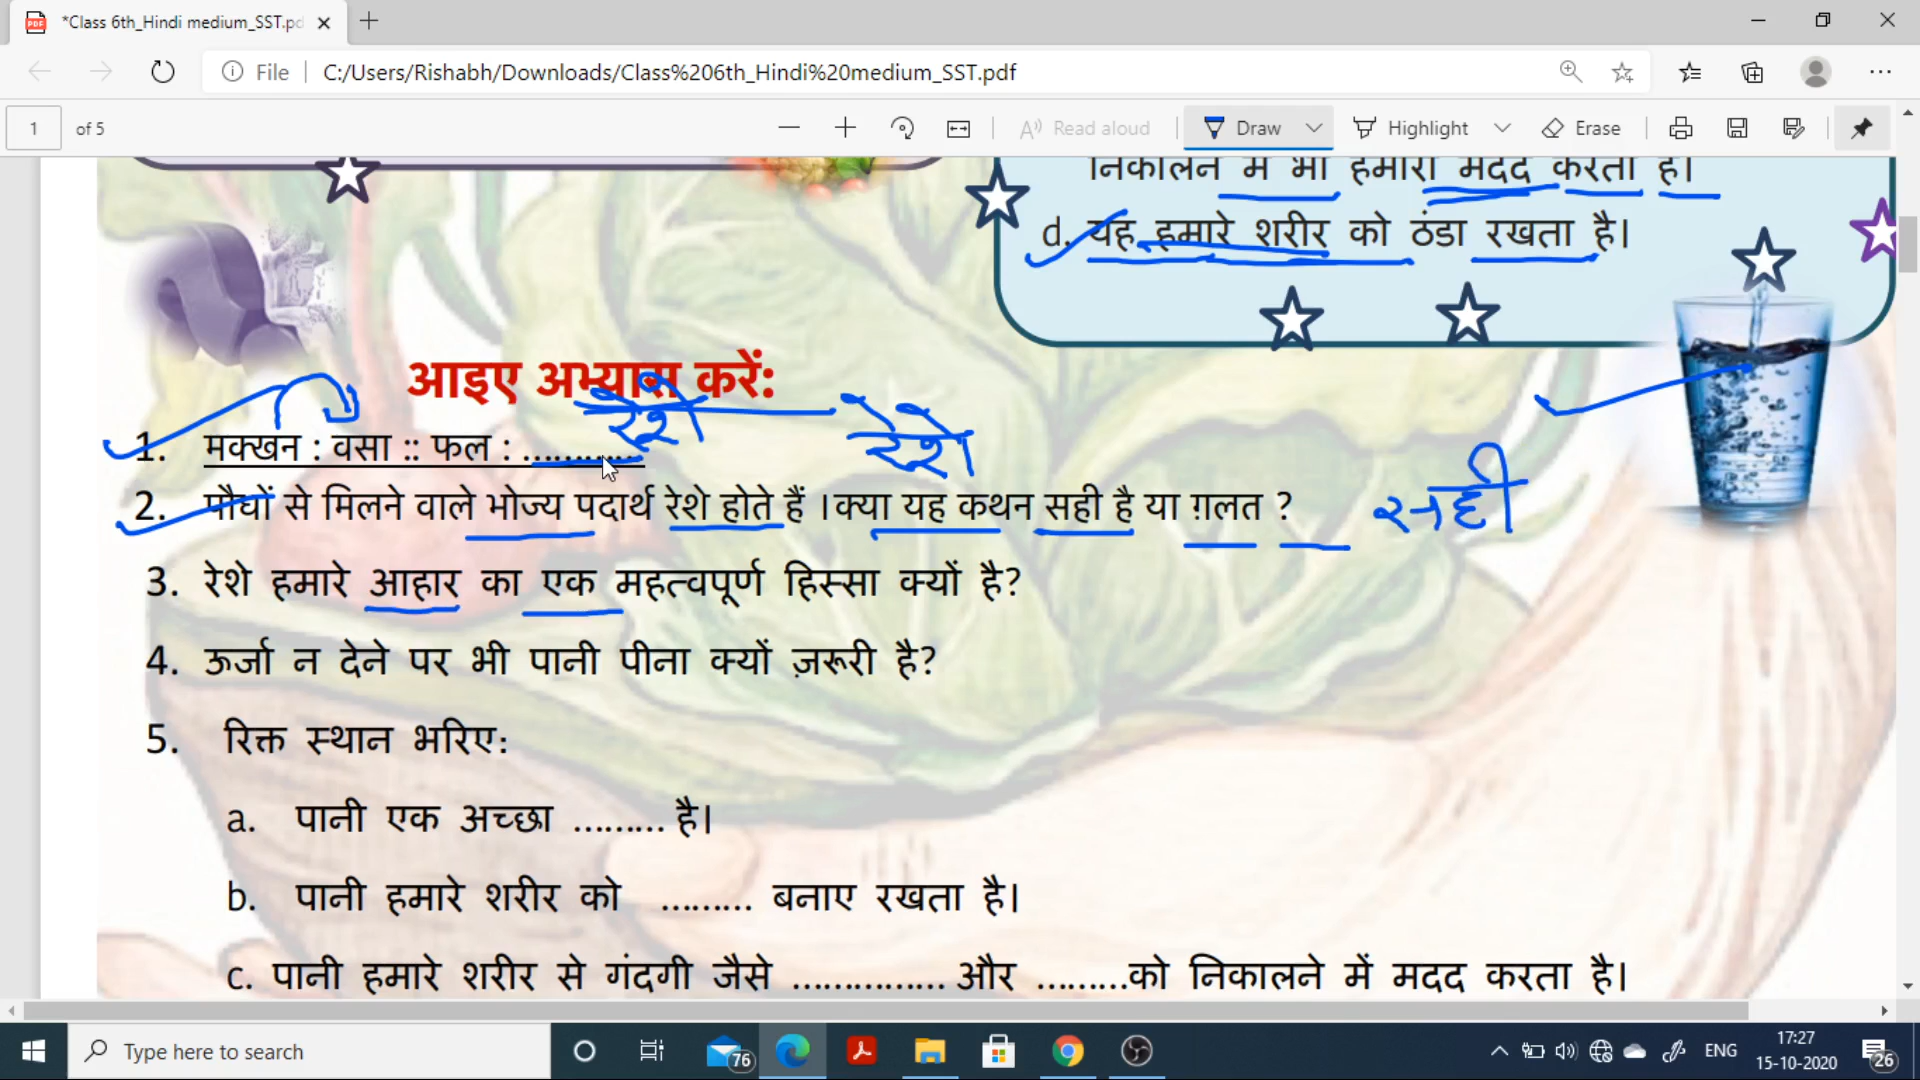 *Class 6th_Hindi medium_SST.pd
File C:/Users/Rishabh/Downloads/Class%206th_Hindi%20medium_SST.pdf
1 of 5 Read aloud Draw Highlight Erase
निकालने में भी हमारी मदद करता है।
d. यह हमारे शरीर को ठंडा रखता है।
आइए अभ्यास करें:
रेशे रेशे
1. मक्खन : वसा :: फल : …………
2. पौधों से मिलने वाले भोज्य पदार्थ रेशे होते हैं ।क्या यह कथन सही है या ग़लत ? सही
3. रेशे हमारे आहार का एक महत्वपूर्ण हिस्सा क्यों है?
4. ऊर्जा न देने पर भी पानी पीना क्यों ज़रूरी है?
5. रिक्त स्थान भरिए:
a. पानी एक अच्छा ……… है।
b. पानी हमारे शरीर को ……… बनाए रखता है।
c. पानी हमारे शरीर से गंदगी जैसे …………… और ………को निकालने में मदद करता है।
Type here to search
76
ENG
17:27
15-10-2020
26